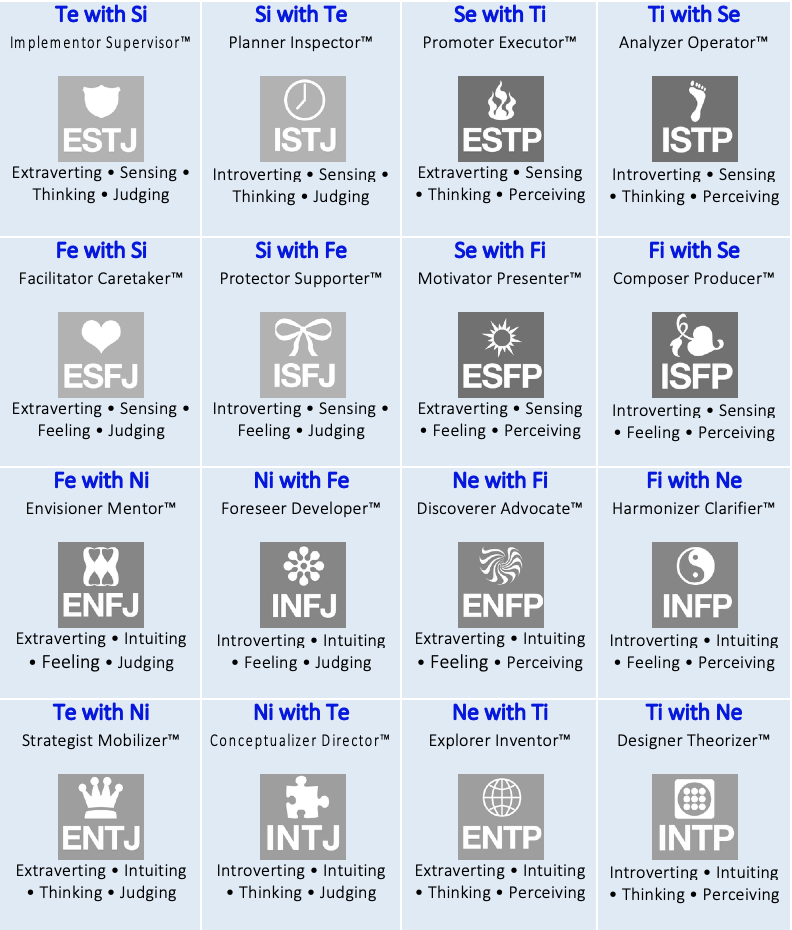 Te with Si
Implementor Supervisor™
ESTJ
Extraverting • Sensing •
Thinking • Judging
Si with Te
Planner Inspector™
ISTJ
Introverting • Sensing •
Thinking • Judging
Se with Ti
Promoter Executor™
ESTP
Extraverting • Sensing
• Thinking • Perceiving
Ti with Se
Analyzer Operator™
ISTP
Introverting • Sensing
• Thinking • Perceiving
Fe with Si
Facilitator Caretaker™
ESFJ
Extraverting • Sensing •
Feeling • Judging
Si with Fe
Protector Supporter™
ISFJ
Introverting • Sensing •
Feeling • Judging
Se with Fi
Motivator Presenter™
ESFP
Extraverting • Sensing
• Feeling • Perceiving
Fi with Se
Composer Producer™
ISFP
Introverting • Sensing
• Feeling • Perceiving
Fe with Ni
Envisioner Mentor™
ENFJ
Extraverting • Intuiting
• Feeling • Judging
Ni with Fe
Foreseer Developer™
INFJ
Introverting • Intuiting
• Feeling • Judging
Ne with Fi
Discoverer Advocate™
ENFP
Extraverting • Intuiting
• Feeling • Perceiving
Fi with Ne
Harmonizer Clarifier™
INFP
Introverting • Intuiting
• Feeling • Perceiving
Te with Ni
Strategist Mobilizer™
ENTJ
Extraverting • Intuiting
• Thinking • Judging
Ni with Te
Conceptualizer Director™
INTJ
Introverting • Intuiting
• Thinking • Judging
Ne with Ti
Explorer Inventor™
ENTP
Extraverting • Intuiting
• Thinking • Perceiving
Ti with Ne
Designer Theorizer™
INTP
Introverting • Intuiting
• Thinking • Perceiving